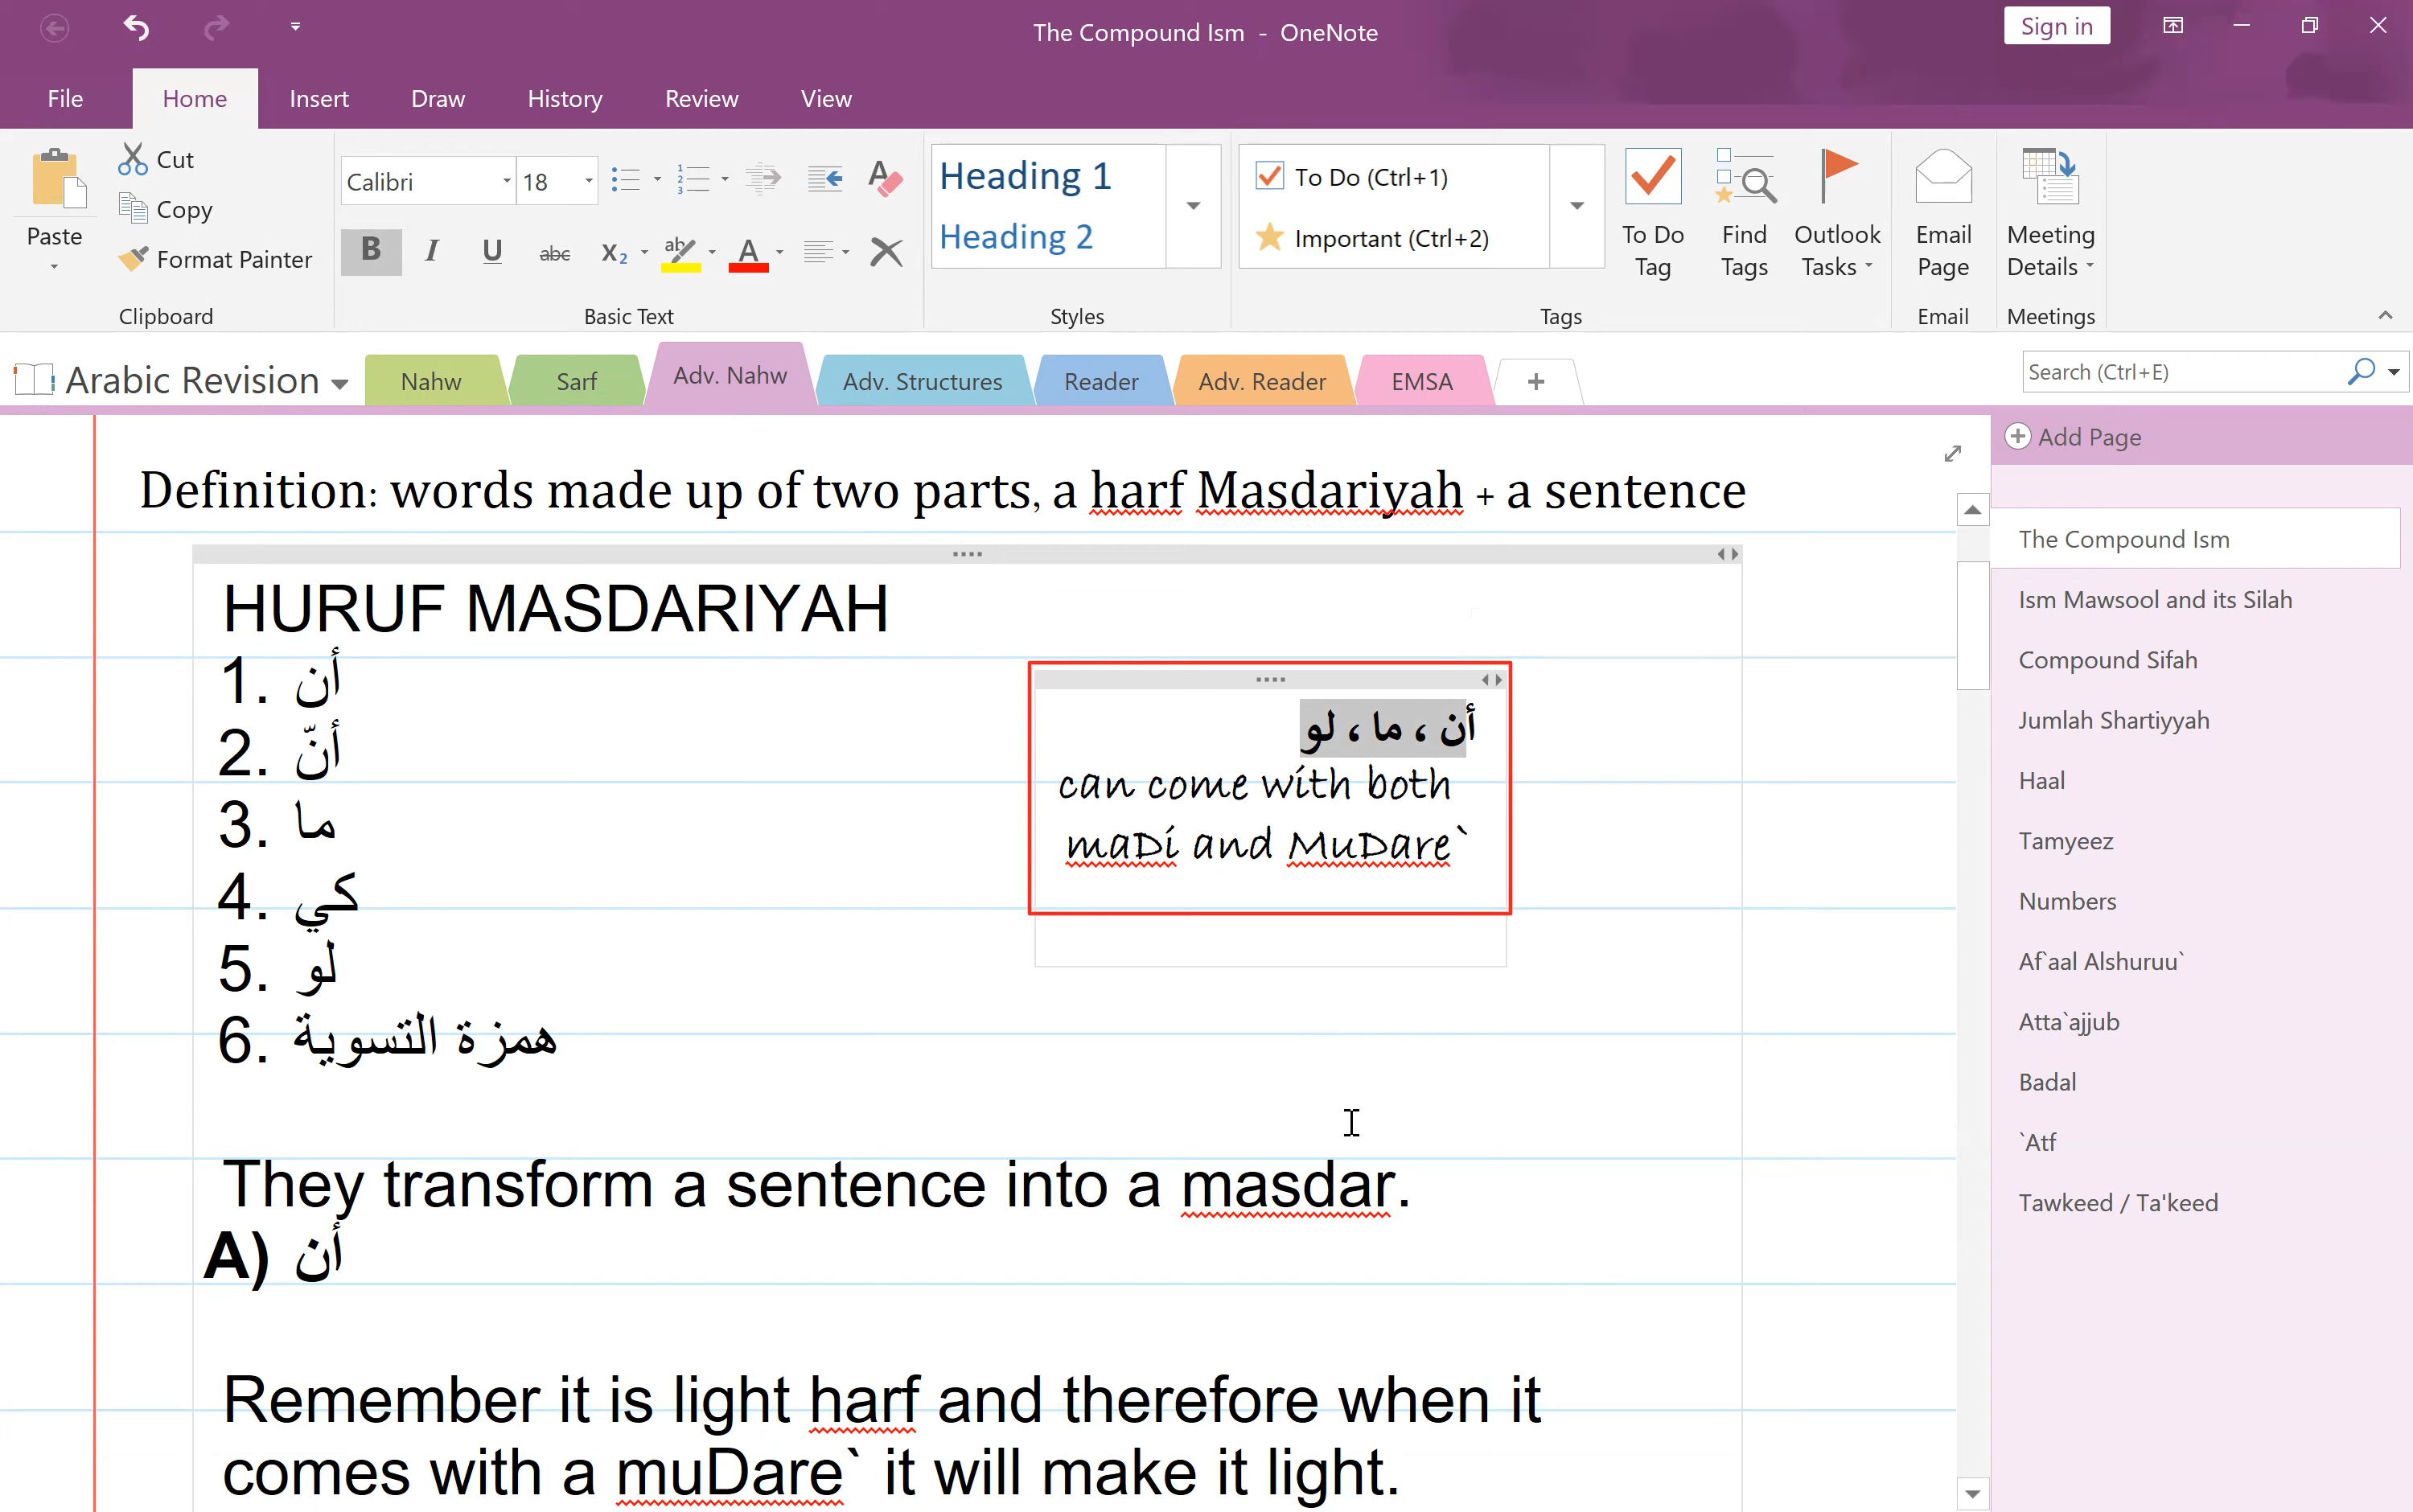 The Compound Ism - OneNote
Sign in
File Home Insert Draw History Review View
Paste
Cut
Copy
Format Painter
Clipboard
Calibri 18
B I U abc X₂ ab A
Basic Text
Heading 1
Heading 2
Styles
To Do (Ctrl+1)
Important (Ctrl+2)
To Do Tag
Find Tags
Outlook Tasks
Tags
Email Page
Email
Meeting Details
Meetings
Arabic Revision
Nahw Sarf Adv. Nahw Adv. Structures Reader Adv. Reader EMSA +
Search (Ctrl+E)
Definition: words made up of two parts, a harf Masdariyah + a sentence
HURUF MASDARIYAH
1. أن
2. أنّ
3. ما
4. كي
5. لو
6. همزة التسوية
أن ، ما ، لو
can come with both
maDi and MuDare`
They transform a sentence into a masdar.
A) أن
Remember it is light harf and therefore when it
comes with a muDare` it will make it light.
Add Page
The Compound Ism
Ism Mawsool and its Silah
Compound Sifah
Jumlah Shartiyyah
Haal
Tamyeez
Numbers
Af`aal Alshuruu`
Atta`ajjub
Badal
`Atf
Tawkeed / Ta'keed